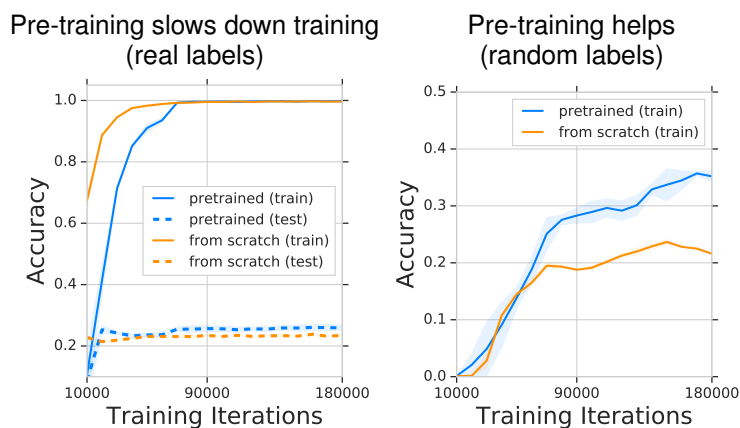 Pre-training slows down training
(real labels)
Accuracy
1.0
0.8
0.6
0.4
0.2
pretrained (train)
pretrained (test)
from scratch (train)
from scratch (test)
10000
90000
180000
Training Iterations
Pre-training helps
(random labels)
Accuracy
0.5
0.4
0.3
0.2
0.1
0.0
pretrained (train)
from scratch (train)
10000
90000
180000
Training Iterations